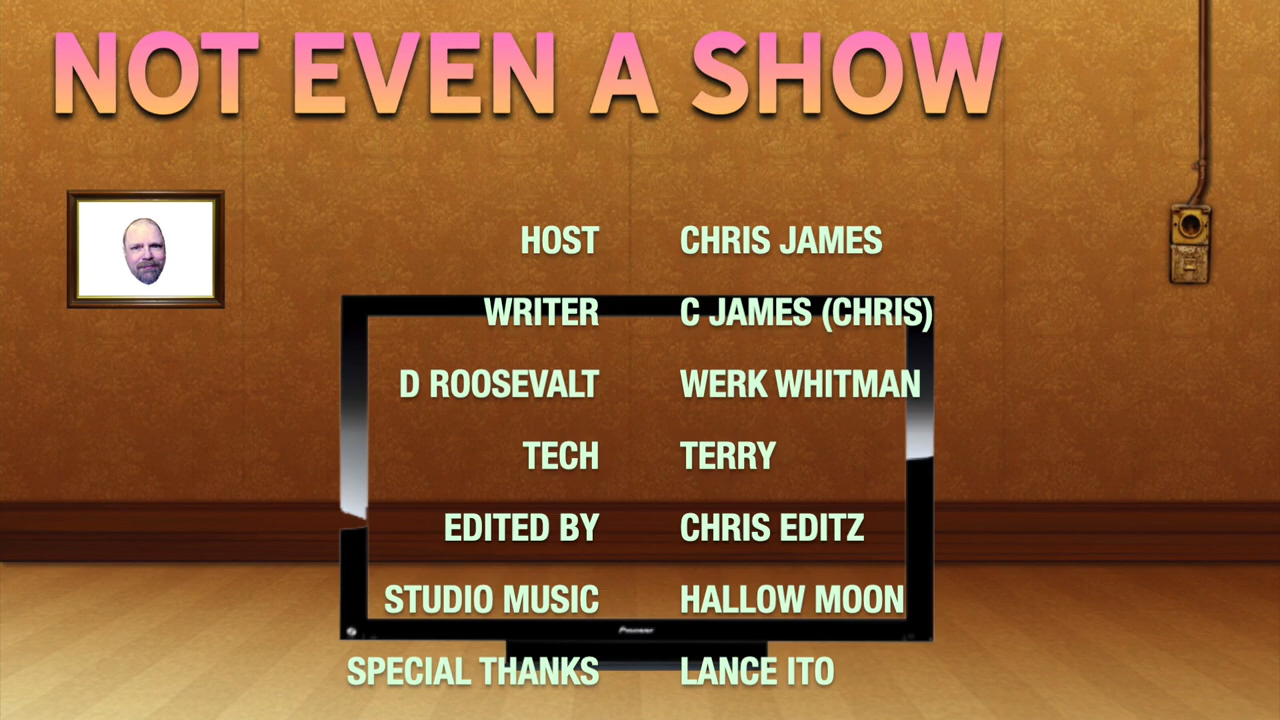 NOT EVEN A SHOW
HOST CHRIS JAMES
WRITER C JAMES (CHRIS)
D ROOSEVALT WERK WHITMAN
TECH TERRY
EDITED BY CHRIS EDITZ
STUDIO MUSIC HALLOW MOON
Pioneer
SPECIAL THANKS LANCE ITO